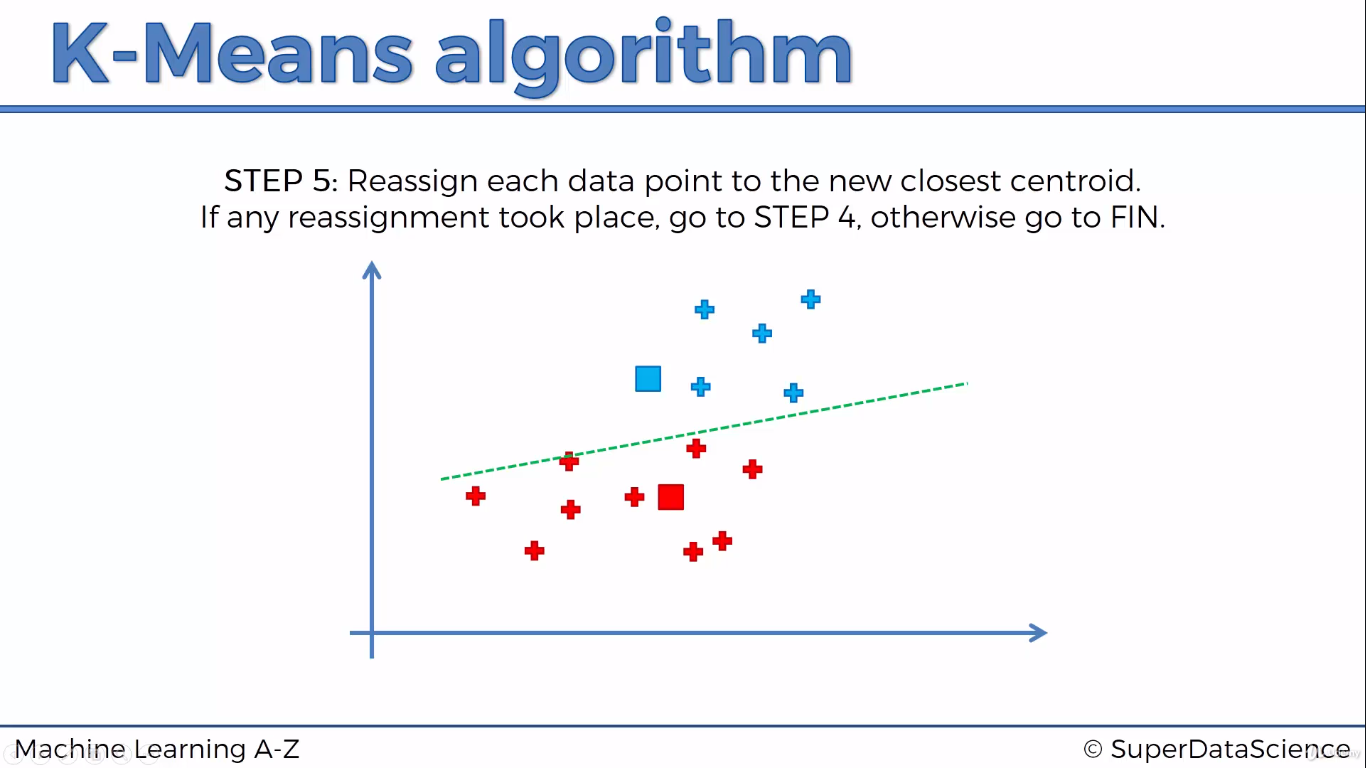 K-Means algorithm
STEP 5: Reassign each data point to the new closest centroid.
If any reassignment took place, go to STEP 4, otherwise go to FIN.
Machine Learning A-Z
© SuperDataScience